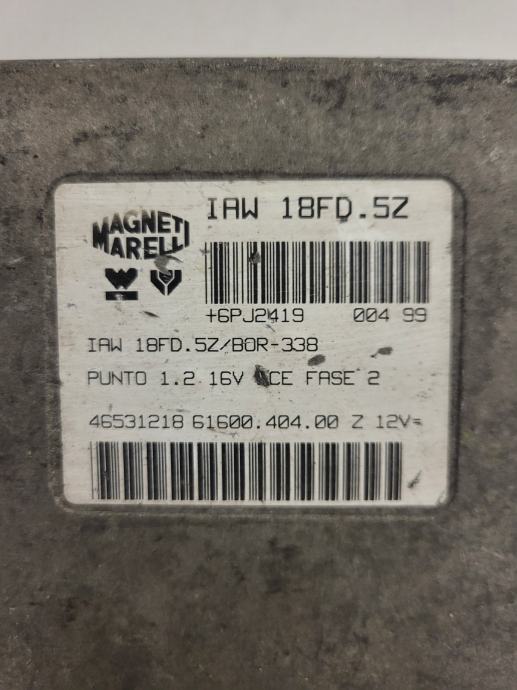 IAW 18FD.5Z
MAGNETI
MARELLI
+6PJ2419 004 99
IAW 18FD.5Z/B0R-338
PUNTO 1.2 16V FASE 2
46531218 61600.404.00 Z 12V=